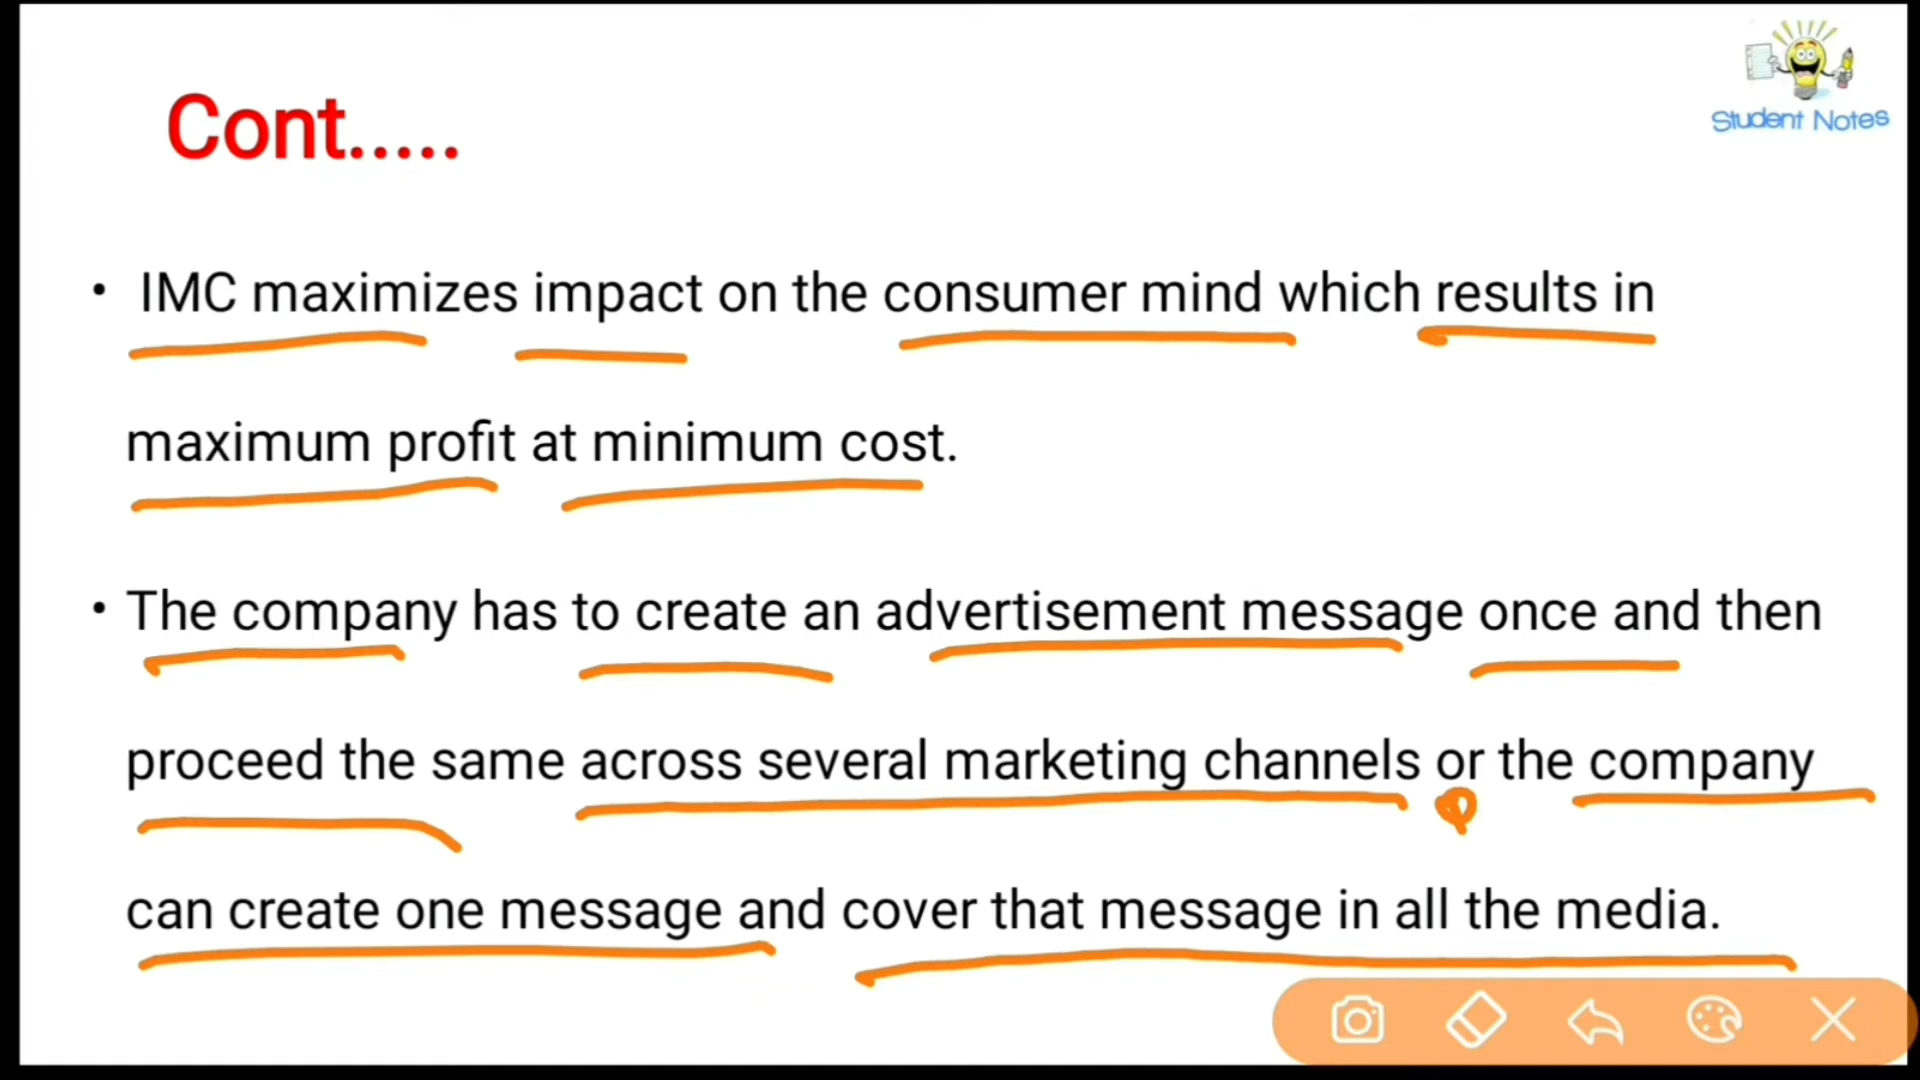 Student Notes
Cont.....
• IMC maximizes impact on the consumer mind which results in
maximum profit at minimum cost.
• The company has to create an advertisement message once and then
proceed the same across several marketing channels or the company
can create one message and cover that message in all the media.